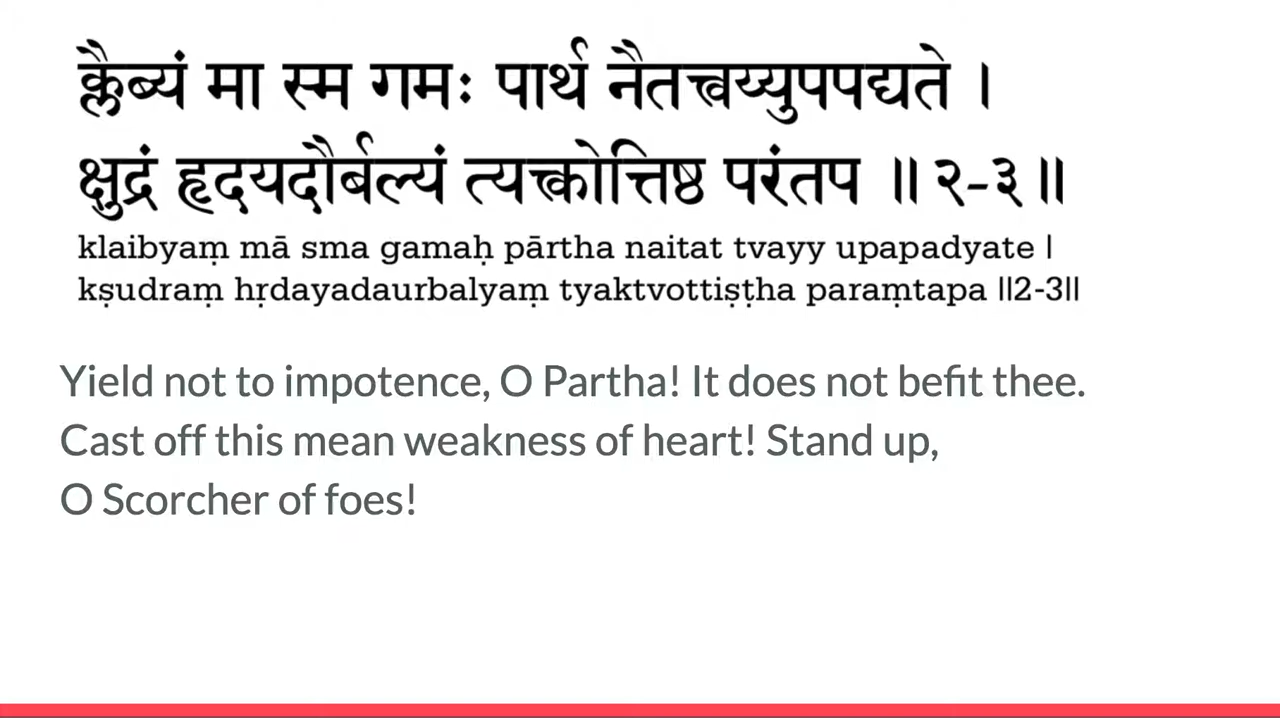 क्लैब्यं मा स्म गमः पार्थ नैतत्त्वय्युपपद्यते ।
क्षुद्रं हृदयदौर्बल्यं त्यक्त्वोत्तिष्ठ परंतप ॥ २-३ ॥
klaibyaṃ mā sma gamaḥ pārtha naitat tvayy upapadyate |
kṣudraṃ hṛdayadaurbalyaṃ tyaktvottiṣṭha paraṃtapa ||2-3||
Yield not to impotence, O Partha! It does not befit thee.
Cast off this mean weakness of heart! Stand up,
O Scorcher of foes!